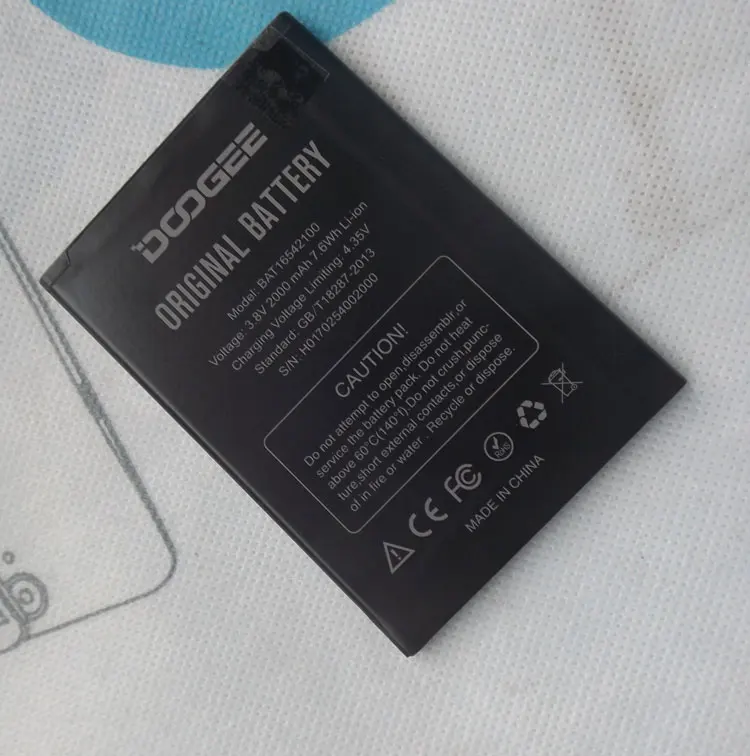 DOOGEE
ORIGINAL BATTERY
Model: BAT16542100
Voltage: 3.8V 2000 mAh 7.6Wh Li-ion
Charging Voltage Limiting: 4.35V
Standard: GB/T18287-2013
S/N: H0170254002000
CAUTION!
Do not attempt to open,disassemblr,or
service the battery pack. Do not heat
above 60°C(140°f).Do not crush,punc-
ture,short external contacts,or dispose
of in fire or water . Recycle or dispose.
CE FC RoHS
MADE IN CHINA